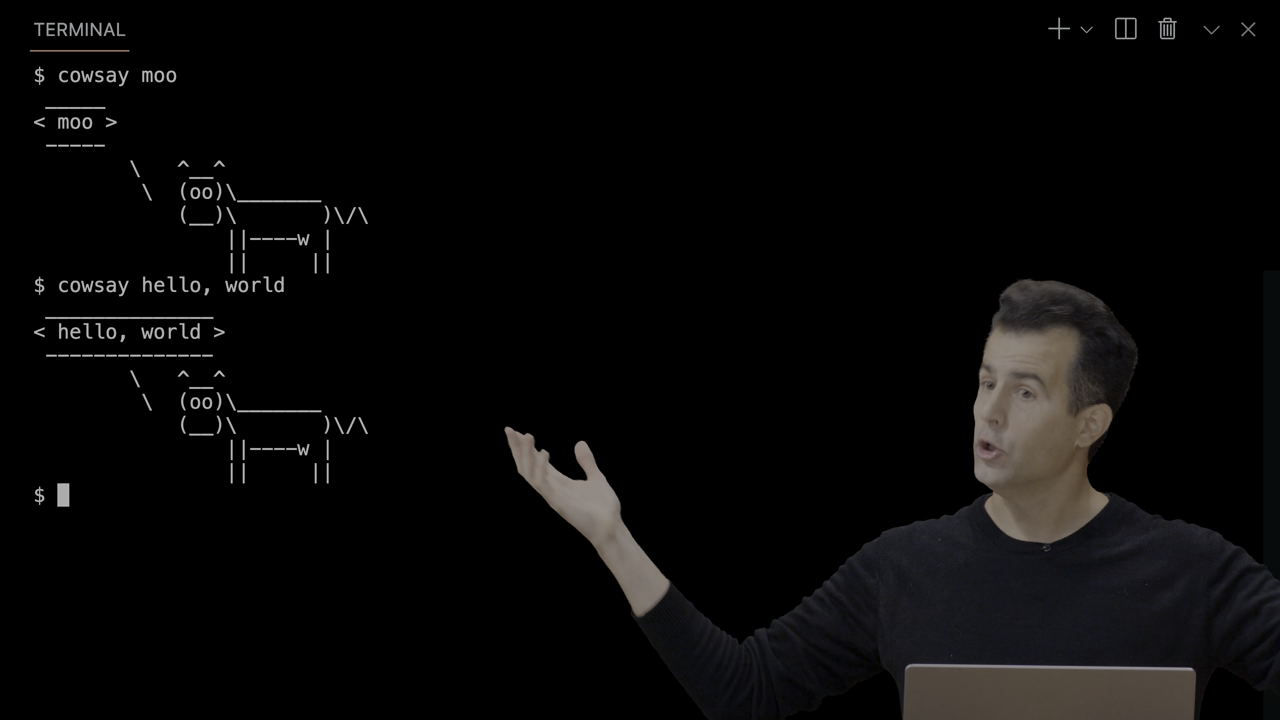 TERMINAL
$ cowsay moo
 _____
< moo >
 -----
        \   ^__^
         \  (oo)\_______
            (__)\       )\/\
                ||----w |
                ||     ||
$ cowsay hello, world
 ______________
< hello, world >
 --------------
        \   ^__^
         \  (oo)\_______
            (__)\       )\/\
                ||----w |
                ||     ||
$